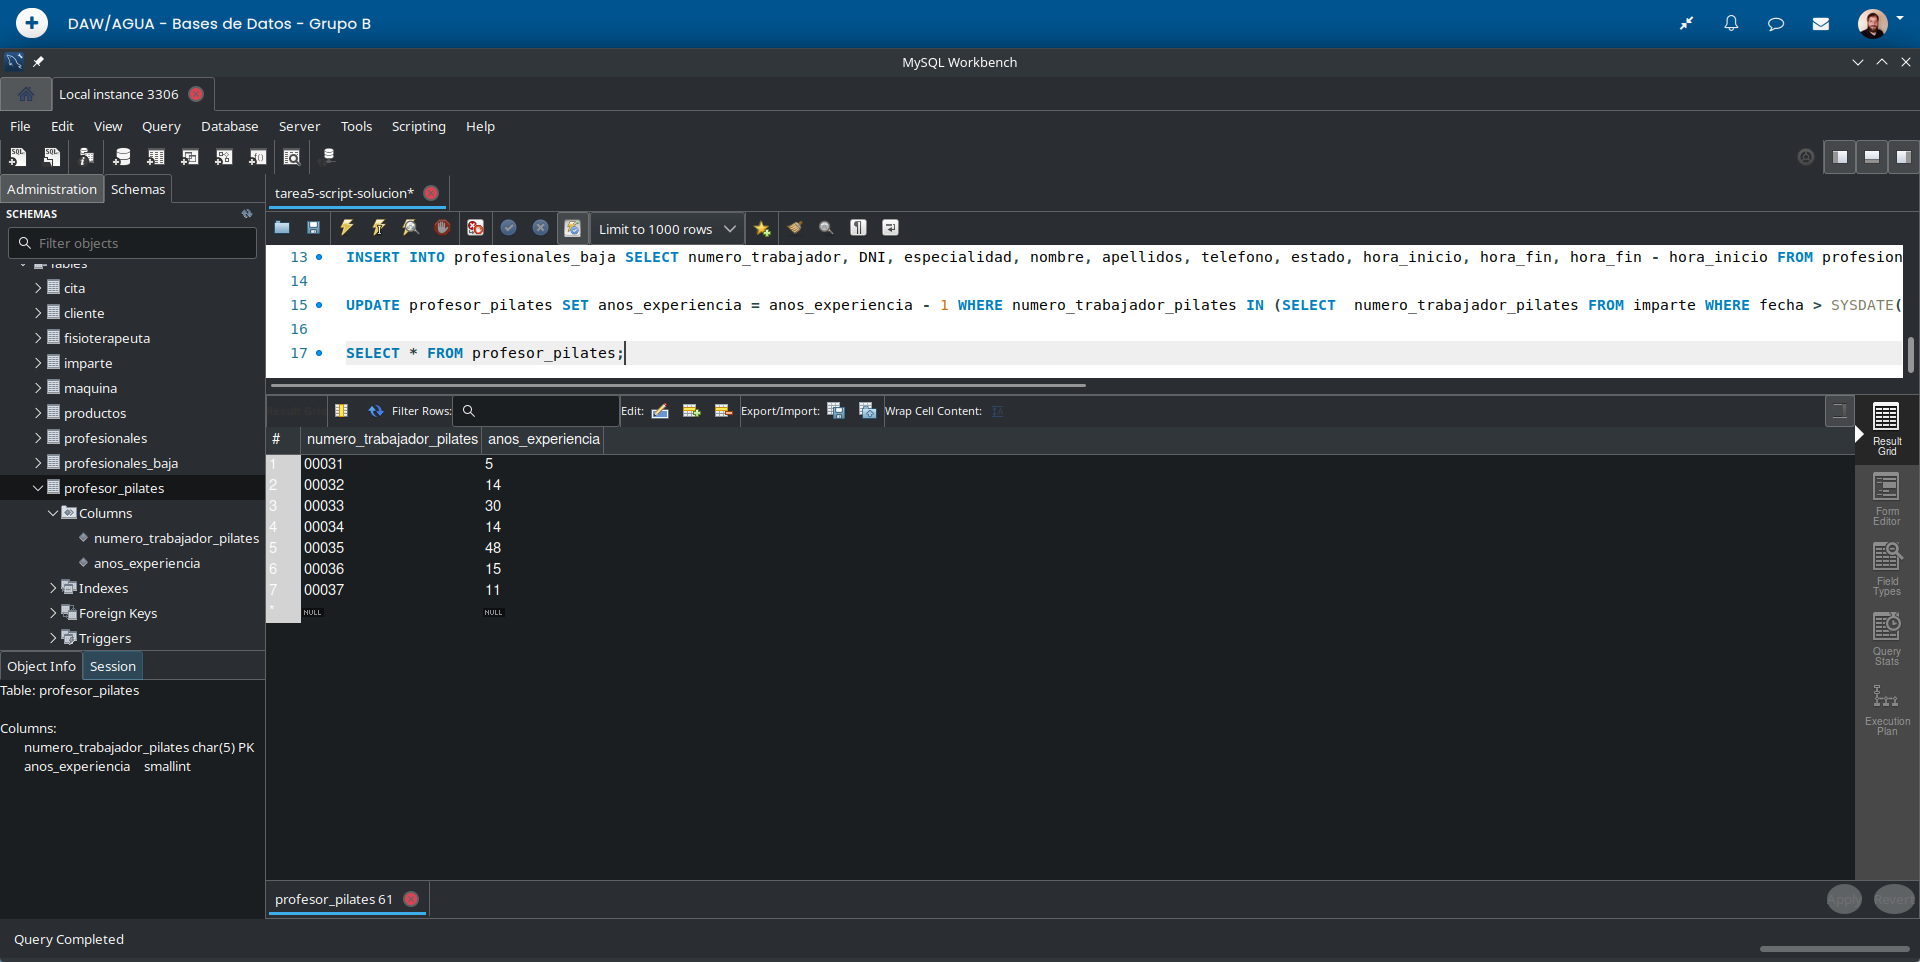 DAW/AGUA - Bases de Datos - Grupo B
MySQL Workbench
Local instance 3306
File Edit View Query Database Server Tools Scripting Help
Administration Schemas
tarea5-script-solucion*
SCHEMAS
Filter objects
Limit to 1000 rows
Tables
cita
cliente
fisioterapeuta
imparte
maquina
productos
profesionales
profesionales_baja
profesor_pilates
Columns
numero_trabajador_pilates
anos_experiencia
Indexes
Foreign Keys
Triggers
Object Info Session
Table: profesor_pilates
Columns:
numero_trabajador_pilates char(5) PK
anos_experiencia smallint
13 INSERT INTO profesionales_baja SELECT numero_trabajador, DNI, especialidad, nombre, apellidos, telefono, estado, hora_inicio, hora_fin, hora_fin - hora_inicio FROM profesion
14
15 UPDATE profesor_pilates SET anos_experiencia = anos_experiencia - 1 WHERE numero_trabajador_pilates IN (SELECT numero_trabajador_pilates FROM imparte WHERE fecha > SYSDATE(
16
17 SELECT * FROM profesor_pilates;
Filter Rows: Edit: Export/Import: Wrap Cell Content:
# numero_trabajador_pilates anos_experiencia
1 00031 5
2 00032 14
3 00033 30
4 00034 14
5 00035 48
6 00036 15
7 00037 11
* NULL NULL
Result
Grid
Form
Editor
Field
Types
Query
Stats
Execution
Plan
profesor_pilates 61
Apply Revert
Query Completed